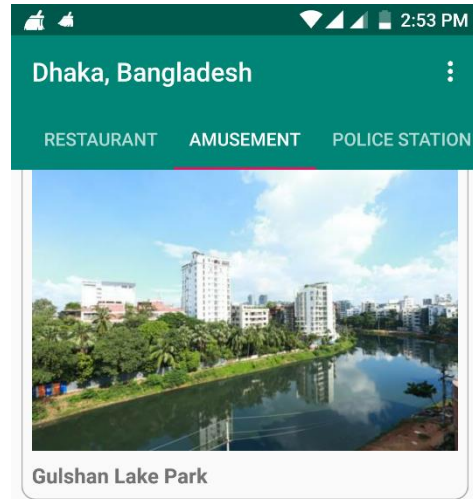 2:53 PM
Dhaka, Bangladesh
RESTAURANT AMUSEMENT POLICE STATION
Gulshan Lake Park